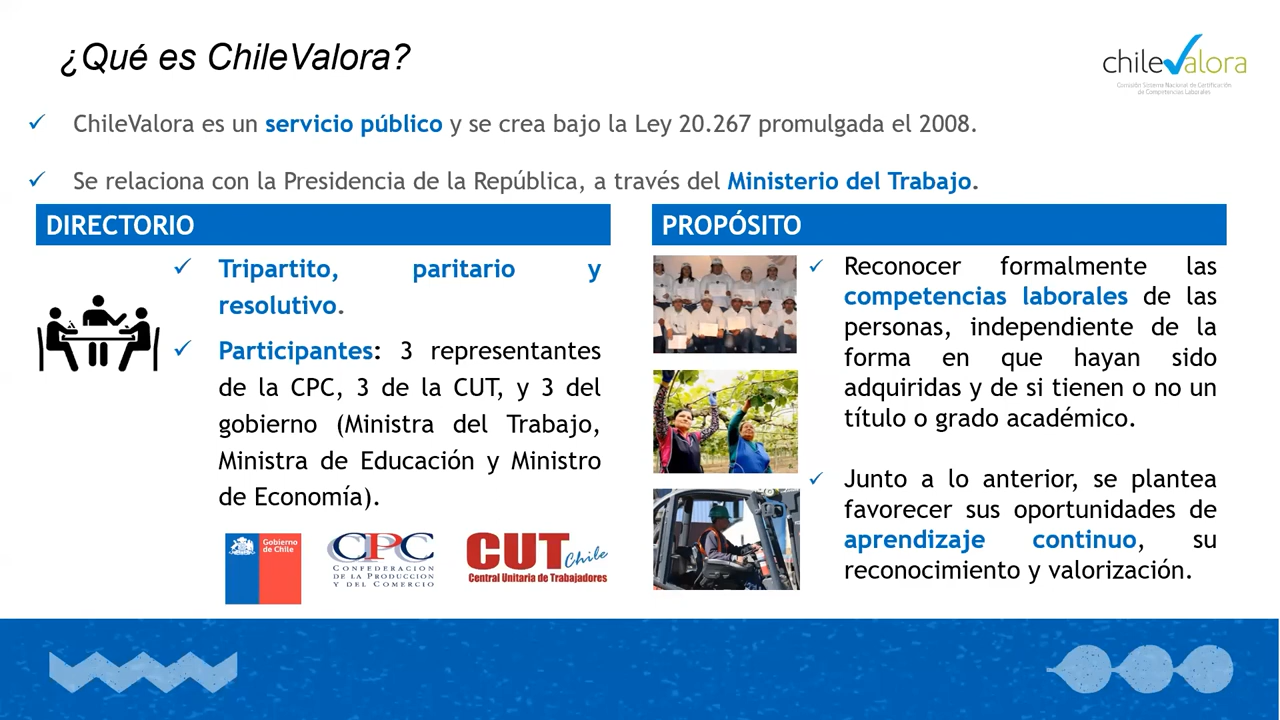 ¿Qué es ChileValora?
chilevalora
Comisión Sistema Nacional de Certificación
de Competencias Laborales
ChileValora es un servicio público y se crea bajo la Ley 20.267 promulgada el 2008.
Se relaciona con la Presidencia de la República, a través del Ministerio del Trabajo.
DIRECTORIO
Tripartito, paritario y
resolutivo.
Participantes: 3 representantes
de la CPC, 3 de la CUT, y 3 del
gobierno (Ministra del Trabajo,
Ministra de Educación y Ministro
de Economía).
Gobierno
de Chile
CPC
CONFEDERACION
DE LA PRODUCCION
Y DEL COMERCIO
CUT Chile
Central Unitaria de Trabajadores
PROPÓSITO
Reconocer formalmente las
competencias laborales de las
personas, independiente de la
forma en que hayan sido
adquiridas y de si tienen o no un
título o grado académico.
Junto a lo anterior, se plantea
favorecer sus oportunidades de
aprendizaje continuo, su
reconocimiento y valorización.